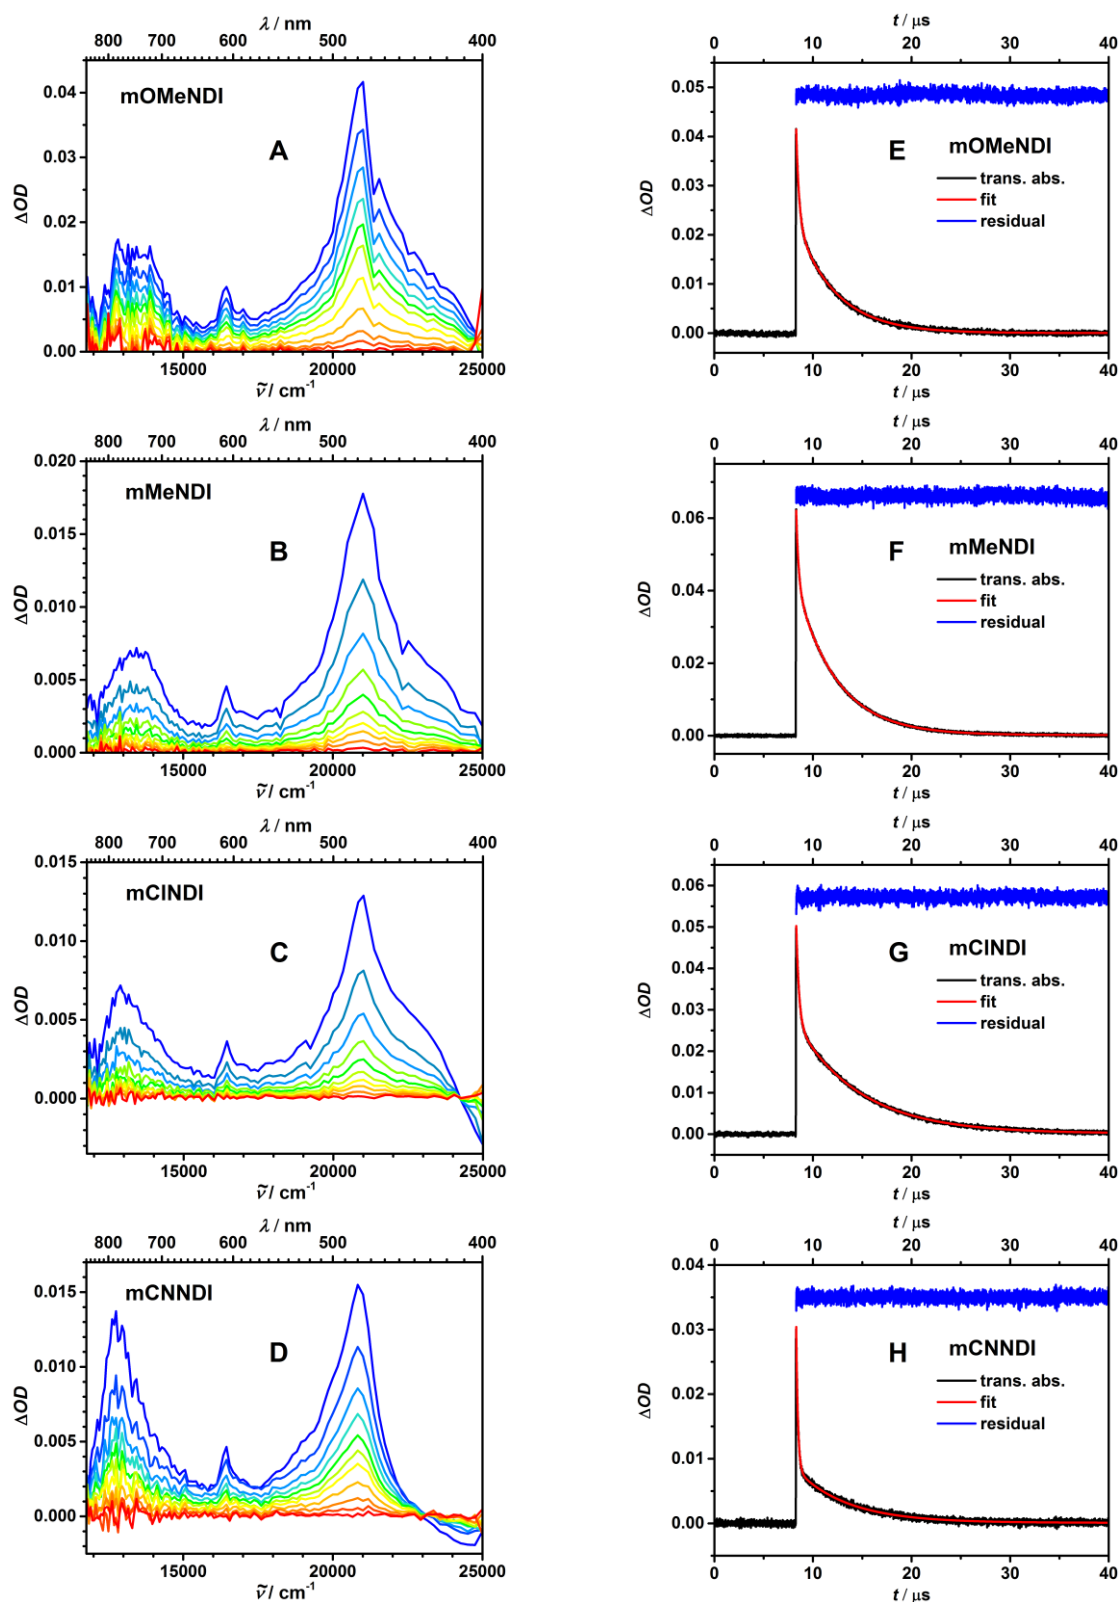 λ / nm
800 700 600 500 400
mOMeNDI
A
ΔOD
0.04
0.03
0.02
0.01
0.00
15000 20000 25000
ṽ / cm⁻¹
t / μs
0 10 20 30 40
E mOMeNDI
trans. abs.
fit
residual
ΔOD
0.05
0.04
0.03
0.02
0.01
0.00
0 10 20 30 40
t / μs
λ / nm
800 700 600 500 400
mMeNDI
B
ΔOD
0.020
0.015
0.010
0.005
0.000
15000 20000 25000
ṽ / cm⁻¹
t / μs
0 10 20 30 40
F mMeNDI
trans. abs.
fit
residual
ΔOD
0.06
0.04
0.02
0.00
0 10 20 30 40
t / μs
λ / nm
800 700 600 500 400
mClNDI
C
ΔOD
0.015
0.010
0.005
0.000
15000 20000 25000
ṽ / cm⁻¹
t / μs
0 10 20 30 40
G mClNDI
trans. abs.
fit
residual
ΔOD
0.06
0.05
0.04
0.03
0.02
0.01
0.00
0 10 20 30 40
t / μs
λ / nm
800 700 600 500 400
mCNNDI
D
ΔOD
0.015
0.010
0.005
0.000
15000 20000 25000
ṽ / cm⁻¹
t / μs
0 10 20 30 40
H mCNNDI
trans. abs.
fit
residual
ΔOD
0.04
0.03
0.02
0.01
0.00
0 10 20 30 40
t / μs